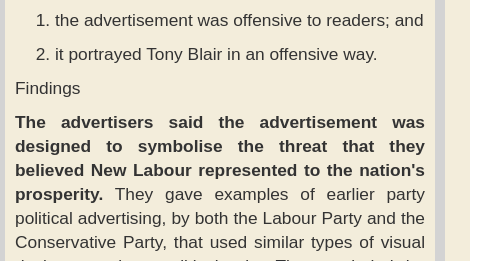 1. the advertisement was offensive to readers; and
2. it portrayed Tony Blair in an offensive way.
Findings
The advertisers said the advertisement was
designed to symbolise the threat that they
believed New Labour represented to the nation's
prosperity. They gave examples of earlier party
political advertising, by both the Labour Party and the
Conservative Party, that used similar types of visual